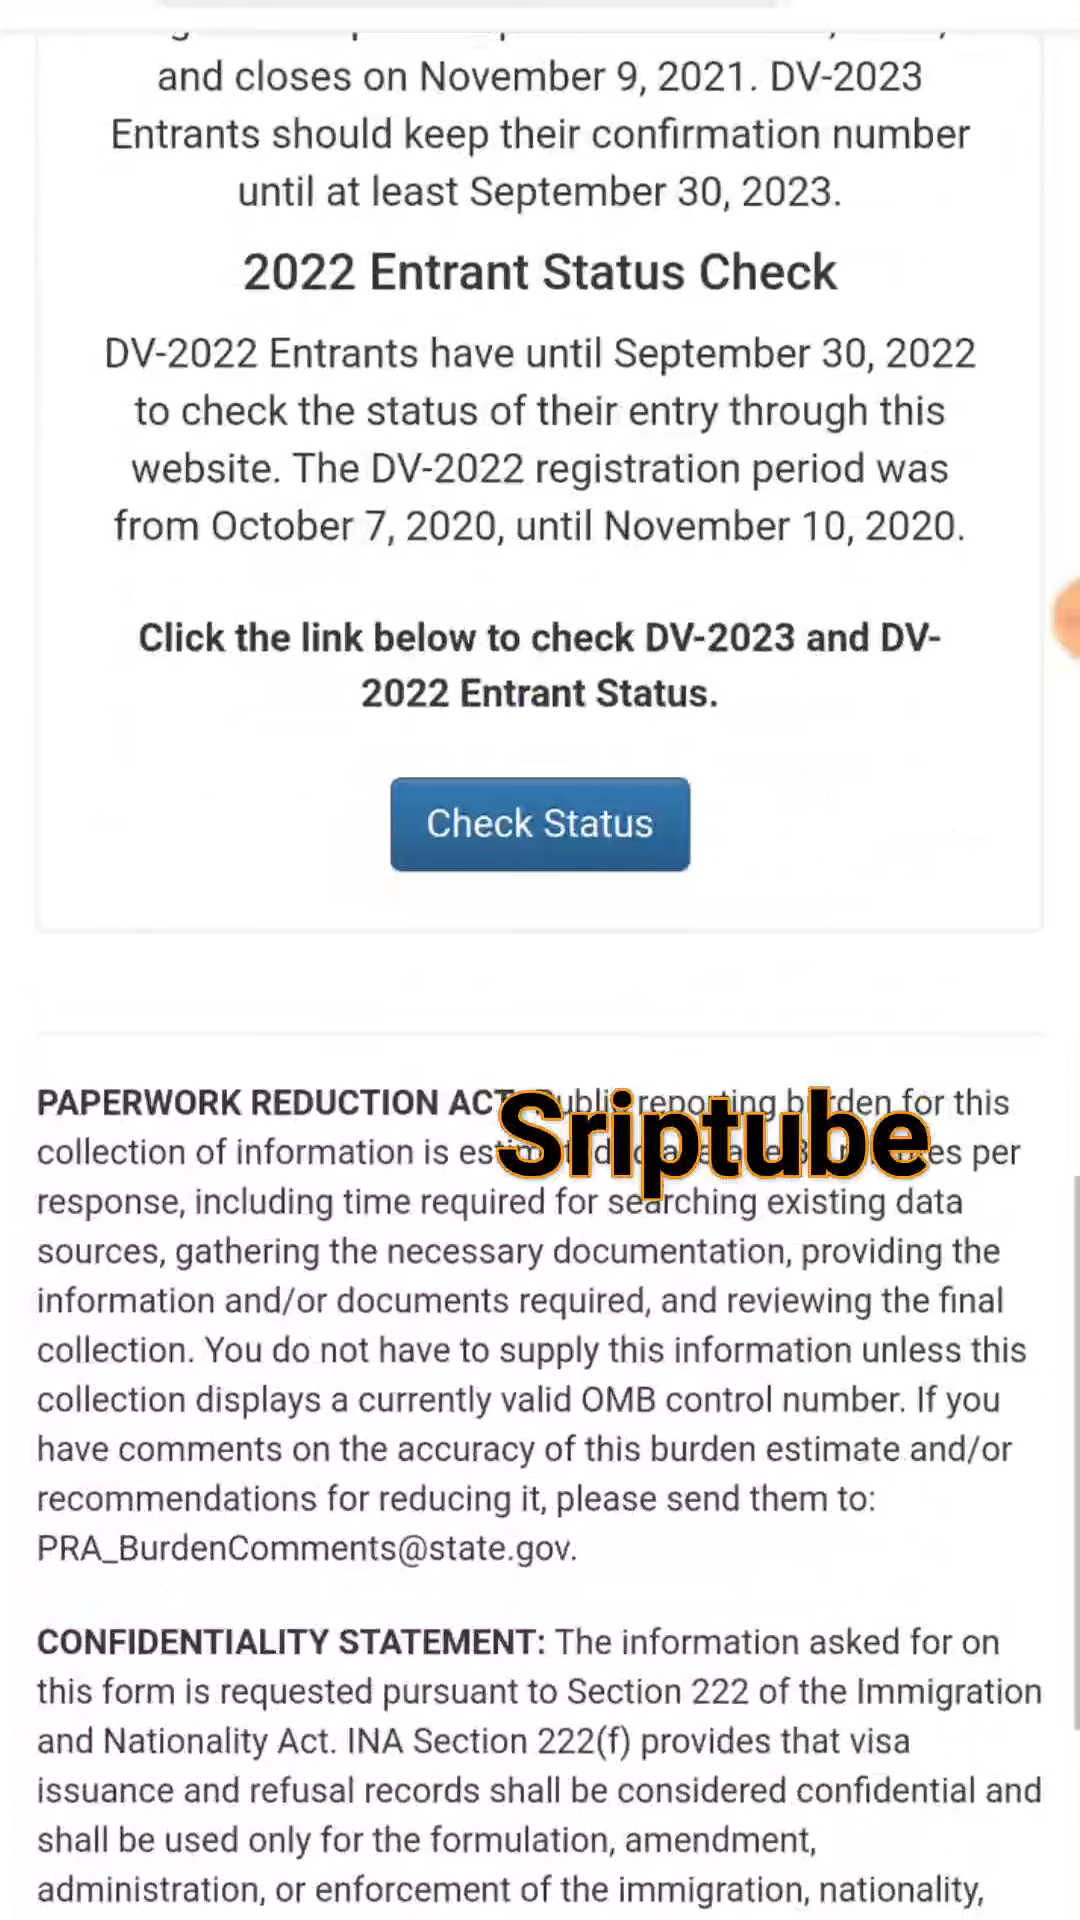 and closes on November 9, 2021. DV-2023
Entrants should keep their confirmation number
until at least September 30, 2023.
2022 Entrant Status Check
DV-2022 Entrants have until September 30, 2022
to check the status of their entry through this
website. The DV-2022 registration period was
from October 7, 2020, until November 10, 2020.
Click the link below to check DV-2023 and DV-
2022 Entrant Status.
Check Status
PAPERWORK REDUCTION ACT: Public reporting burden for this
Sriptube
collection of information is per
response, including time required for searching existing data
sources, gathering the necessary documentation, providing the
information and/or documents required, and reviewing the final
collection. You do not have to supply this information unless this
collection displays a currently valid OMB control number. If you
have comments on the accuracy of this burden estimate and/or
recommendations for reducing it, please send them to:
PRA_BurdenComments@state.gov.
CONFIDENTIALITY STATEMENT: The information asked for on
this form is requested pursuant to Section 222 of the Immigration
and Nationality Act. INA Section 222(f) provides that visa
issuance and refusal records shall be considered confidential and
shall be used only for the formulation, amendment,
administration, or enforcement of the immigration, nationality,